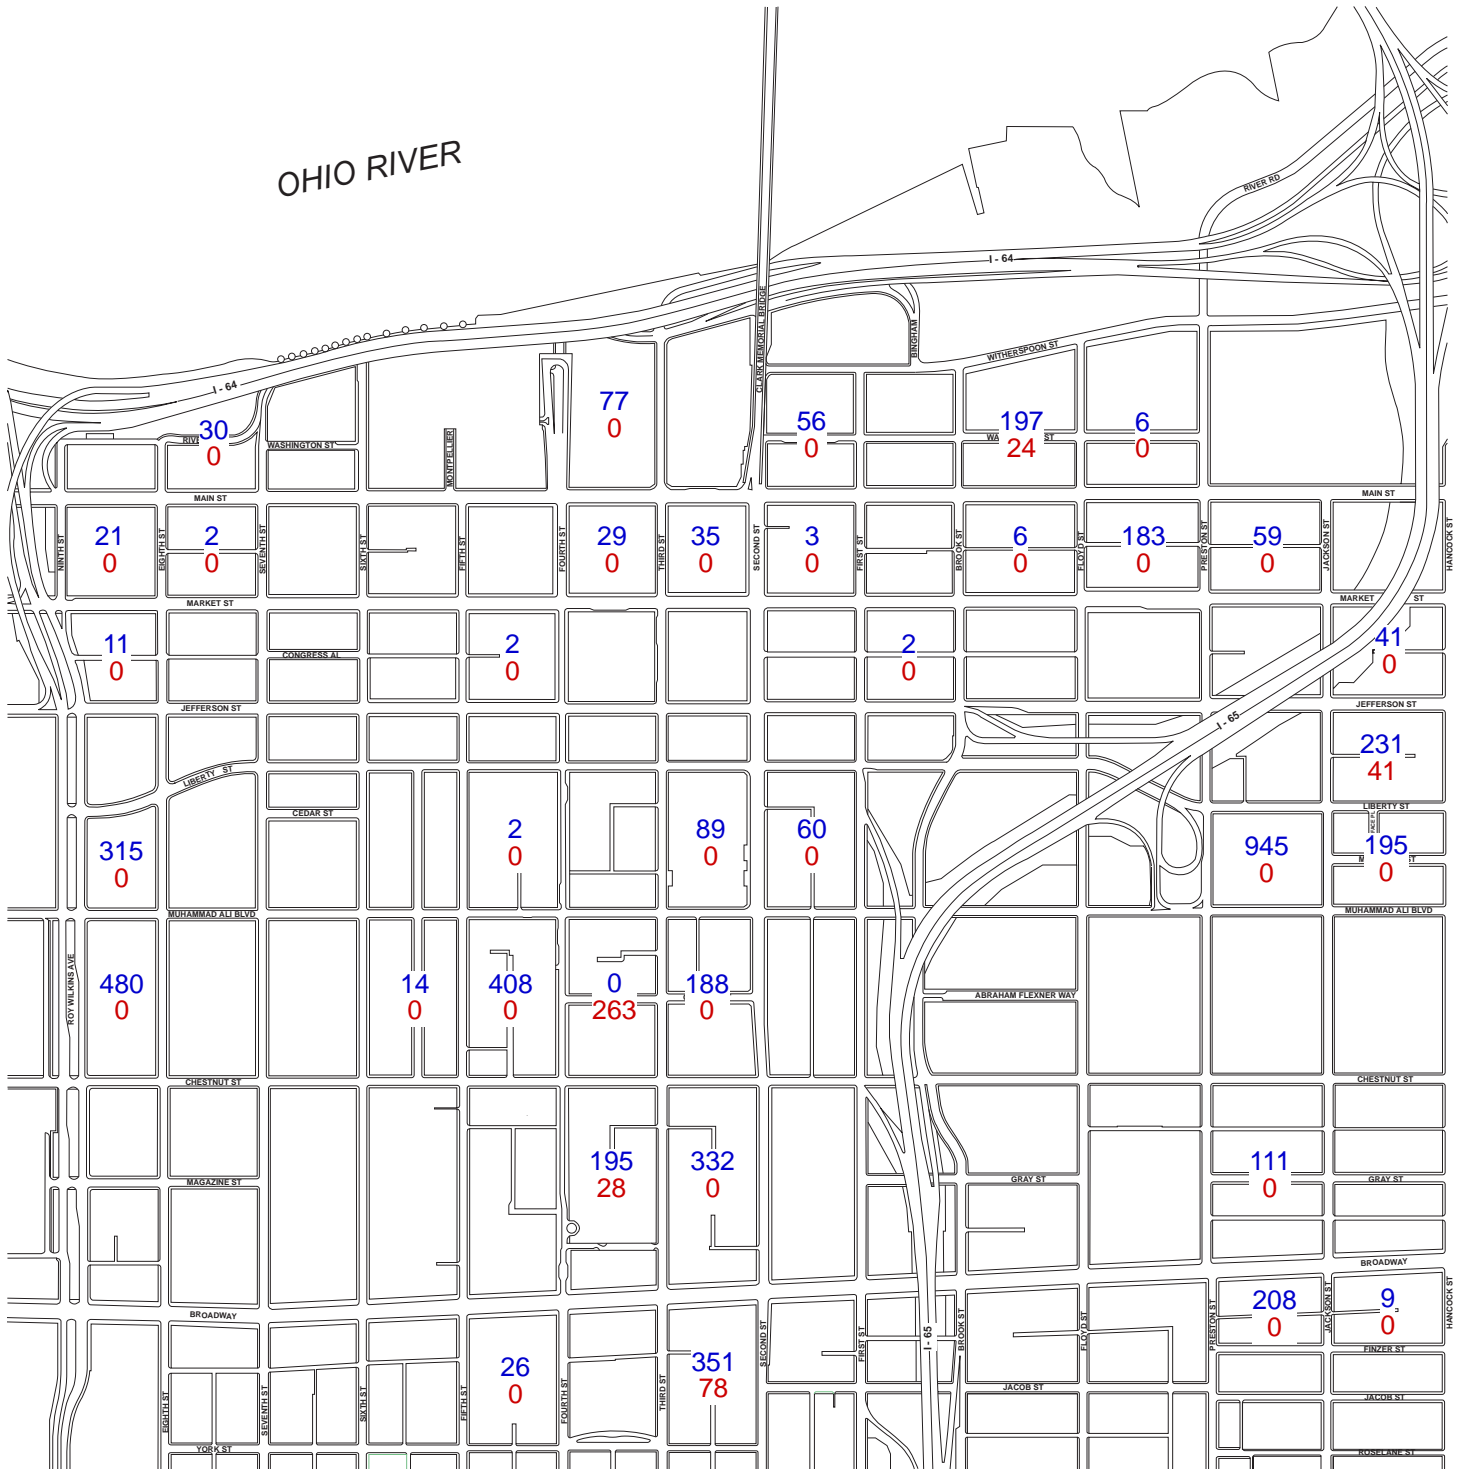 OHIO RIVER
RIVER RD
I - 64
CLARK MEMORIAL BRIDGE
BINGHAM
WITHERSPOON ST
I - 64
77
0
30
0
WASHINGTON ST
MONTPELLIER
56
0
197
24
6
0
MAIN ST
MAIN ST
NINTH ST
21
0
EIGHTH ST
2
0
SEVENTH ST
SIXTH ST
FIFTH ST
FOURTH ST
29
0
THIRD ST
35
0
SECOND ST
3
0
FIRST ST
BROOK ST
6
0
FLOYD ST
183
0
PRESTON ST
59
0
JACKSON ST
HANCOCK ST
MARKET ST
MARKET ST
11
0
CONGRESS AL
2
0
2
0
41
0
JEFFERSON ST
JEFFERSON ST
I - 65
231
41
LIBERTY ST
LIBERTY ST
CEDAR ST
315
0
2
0
89
0
60
0
945
0
195
0
MUHAMMAD ALI BLVD
MUHAMMAD ALI BLVD
ROY WILKINS AVE
480
0
14
0
408
0
0
263
188
0
ABRAHAM FLEXNER WAY
CHESTNUT ST
CHESTNUT ST
195
28
332
0
111
0
MAGAZINE ST
GRAY ST
GRAY ST
BROADWAY
BROADWAY
208
0
9
0
PRESTON ST
JACKSON ST
HANCOCK ST
I - 65
SECOND ST
FIRST ST
BROOK ST
FLOYD ST
FINZER ST
26
0
351
78
EIGHTH ST
SEVENTH ST
SIXTH ST
FIFTH ST
FOURTH ST
THIRD ST
JACOB ST
JACOB ST
YORK ST
ROSELANE ST